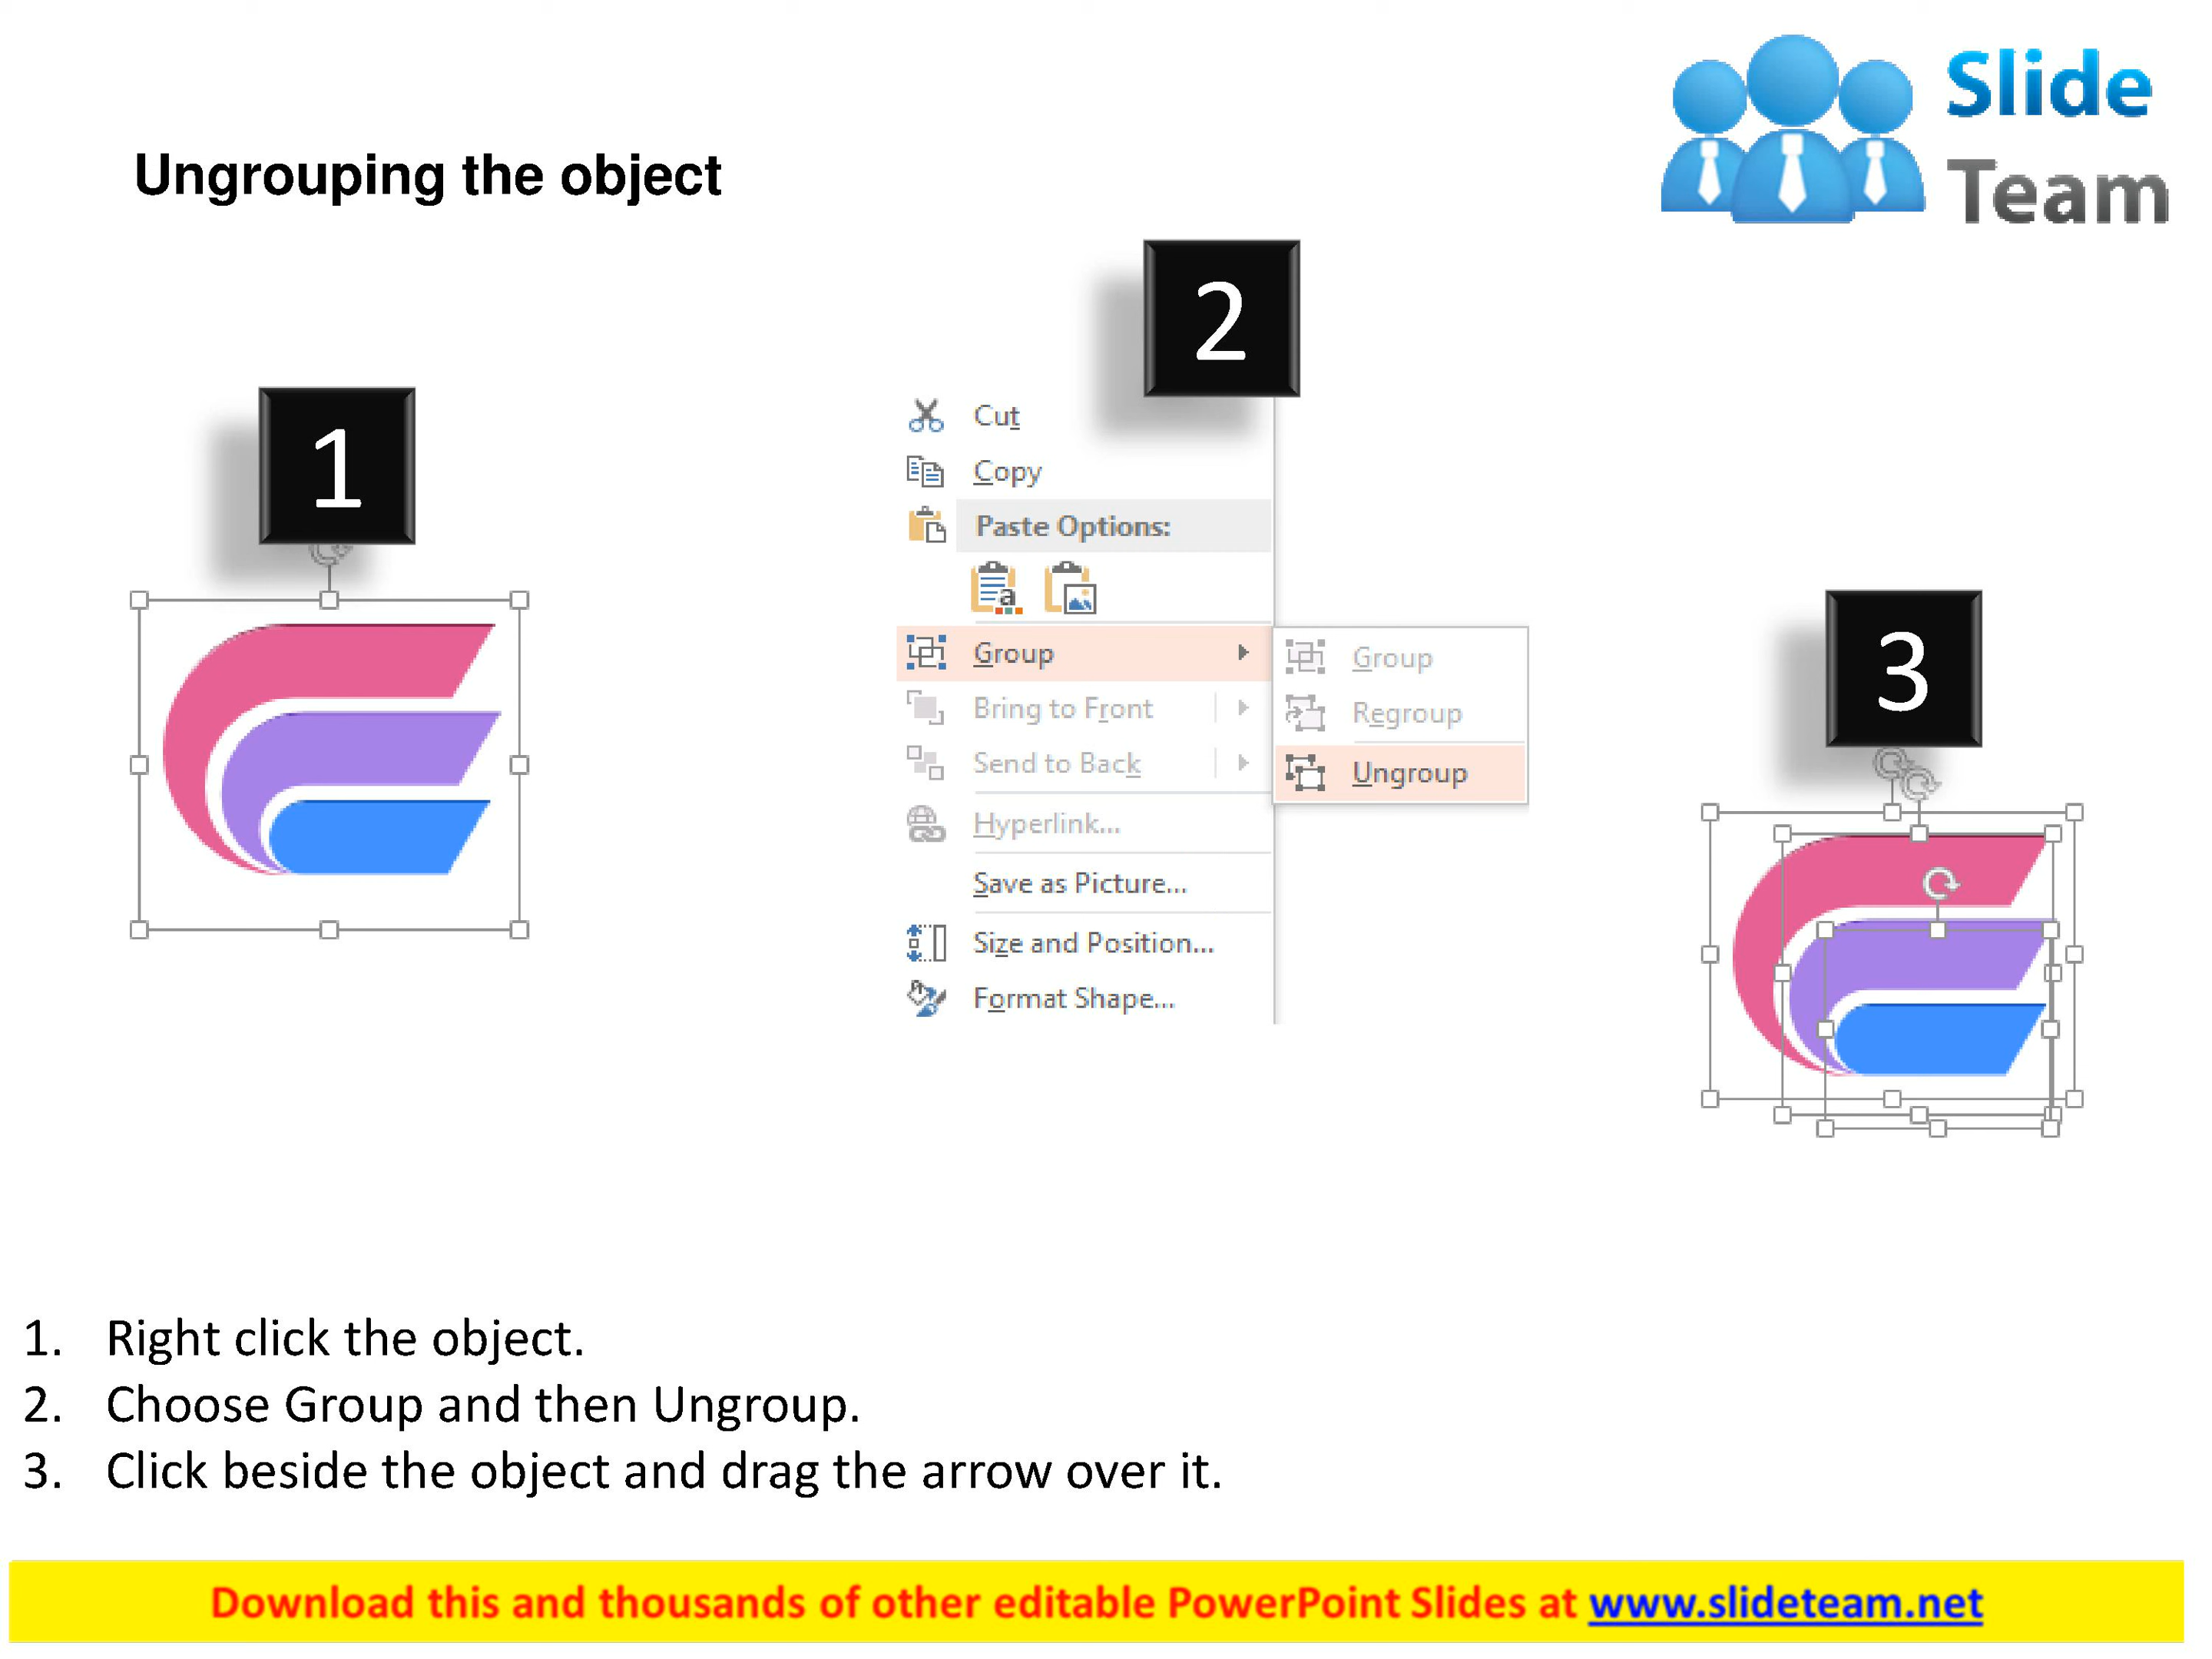 Slide
Team
Ungrouping the object
1
2
3
Cut
Copy
Paste Options:
a
Group
Bring to Front
Send to Back
Hyperlink...
Save as Picture...
Size and Position...
Format Shape...
Group
Regroup
Ungroup
1. Right click the object.
2. Choose Group and then Ungroup.
3. Click beside the object and drag the arrow over it.
Download this and thousands of other editable PowerPoint Slides at www.slideteam.net